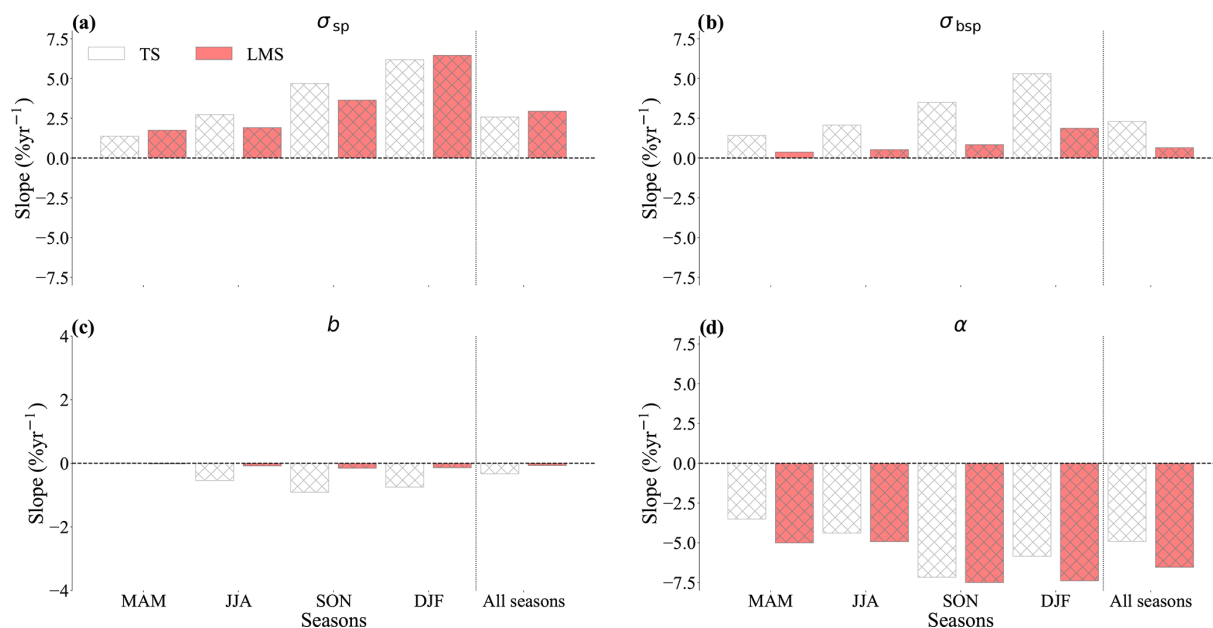 (a) σsp
7.5
5.0
2.5
0.0
−2.5
−5.0
−7.5
Slope (%yr⁻¹)
TS LMS
(b) σbsp
7.5
5.0
2.5
0.0
−2.5
−5.0
−7.5
Slope (%yr⁻¹)
(c) b
4
2
0
−2
−4
Slope (%yr⁻¹)
MAM JJA SON DJF All seasons
Seasons
(d) α
7.5
5.0
2.5
0.0
−2.5
−5.0
−7.5
Slope (%yr⁻¹)
MAM JJA SON DJF All seasons
Seasons